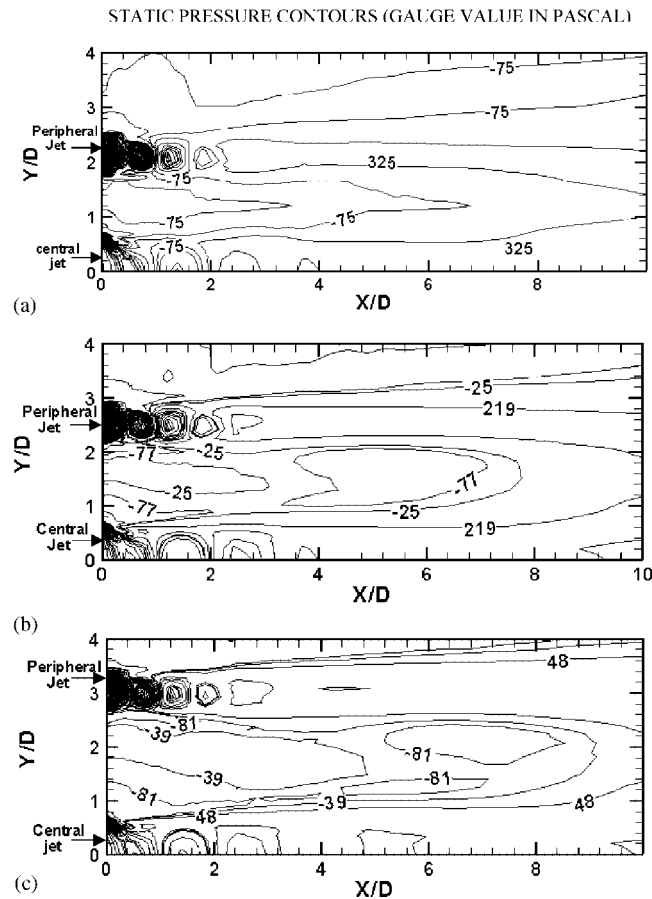 STATIC PRESSURE CONTOURS (GAUGE VALUE IN PASCAL)
4
3
2
1
0
Y/D
Peripheral
Jet
central
jet
-75
-75
325
-75
-75
-75
-75
325
0
2
4
6
8
X/D
(a)
4
3
2
1
0
Y/D
Peripheral
Jet
Central
Jet
-25
219
-77
-25
-25
-77
-77
-25
219
0
2
4
6
8
10
X/D
(b)
4
3
2
1
0
Y/D
Peripheral
Jet
Central
jet
48
-39
-81
-81
-39
-81
-81
-39
48
48
0
2
4
6
8
X/D
(c)